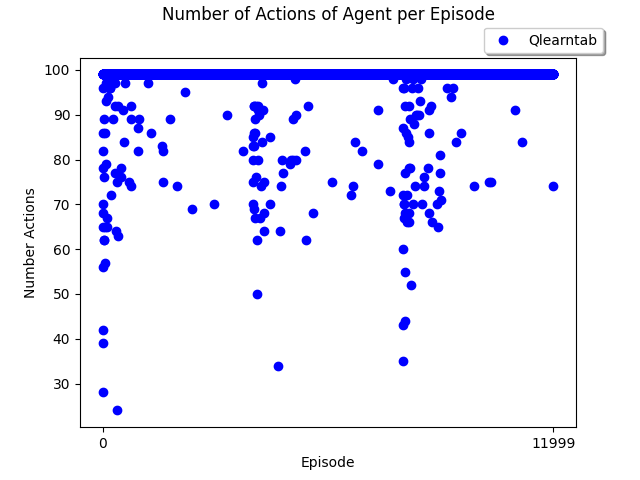 Number of Actions of Agent per Episode
Qlearntab
100
90
80
70
60
50
40
30
Number Actions
0
11999
Episode